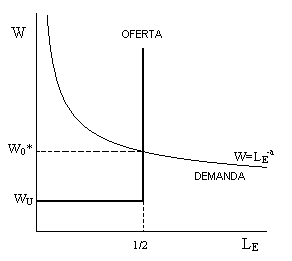 W
OFERTA
W0*
W=LE^-a
DEMANDA
WU
1/2
LE